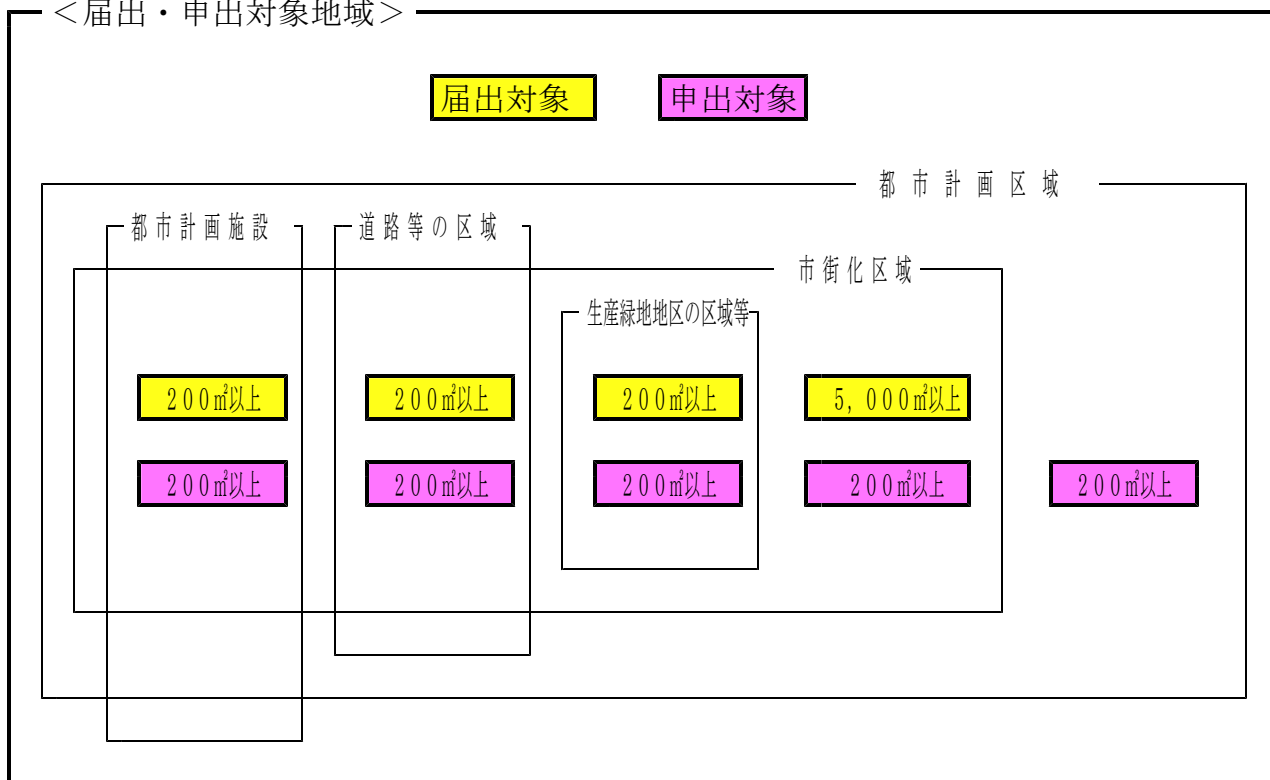 ＜届出・申出対象地域＞
届出対象　申出対象
都市計画区域
都市計画施設　道路等の区域
市街化区域
生産緑地地区の区域等
200㎡以上　200㎡以上　200㎡以上　5,000㎡以上
200㎡以上　200㎡以上　200㎡以上　200㎡以上　200㎡以上